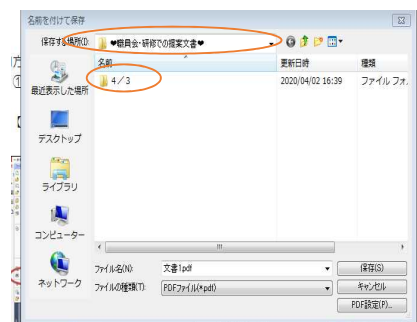 名前を付けて保存
保存する場所(I):
❤職員会・研修での提案文書❤
名前
更新日時
種類
4／3
2020/04/02 16:39
ファイル フォ
最近表示した場所
デスクトップ
ライブラリ
コンピューター
ネットワーク
ファイル名(N):
文書1.pdf
保存(S)
ファイルの種類(T):
PDFファイル(*.pdf)
キャンセル
PDF設定(P)...